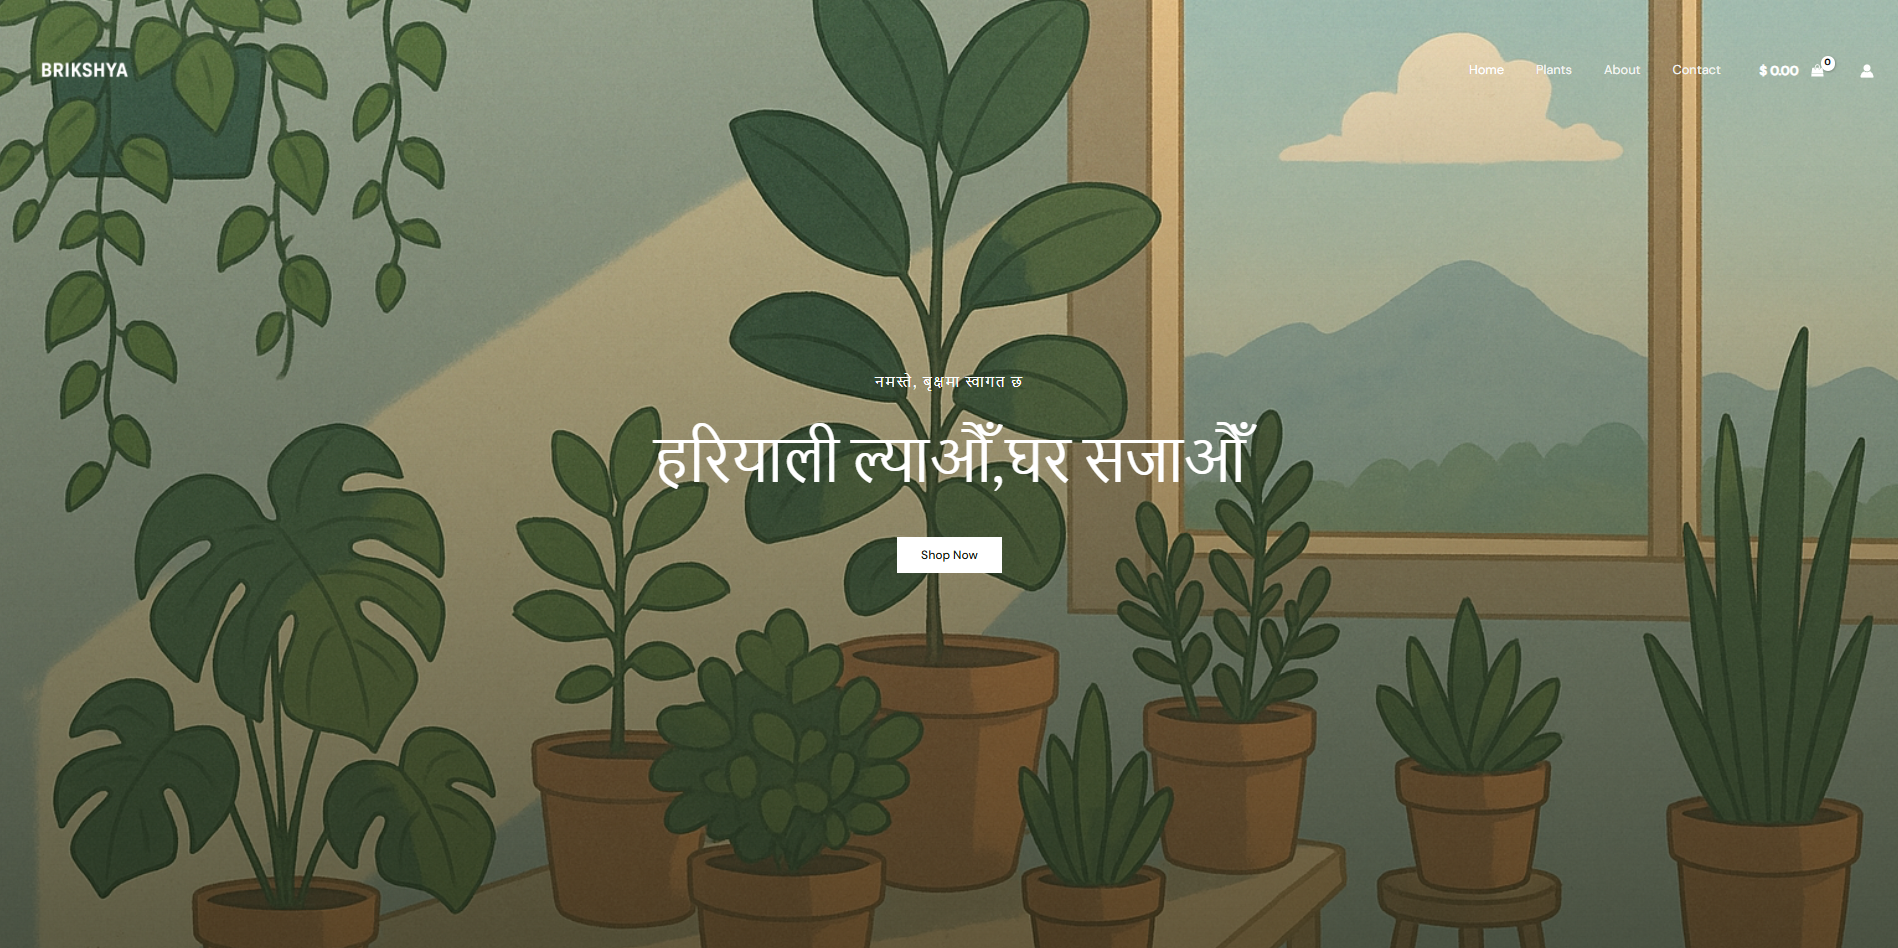 BRIKSHYA
Home Plants About Contact $ 0.00 0
नमस्ते, बृक्षमा स्वागत छ
हरियाली ल्याऔँ,घर सजाऔँ
Shop Now